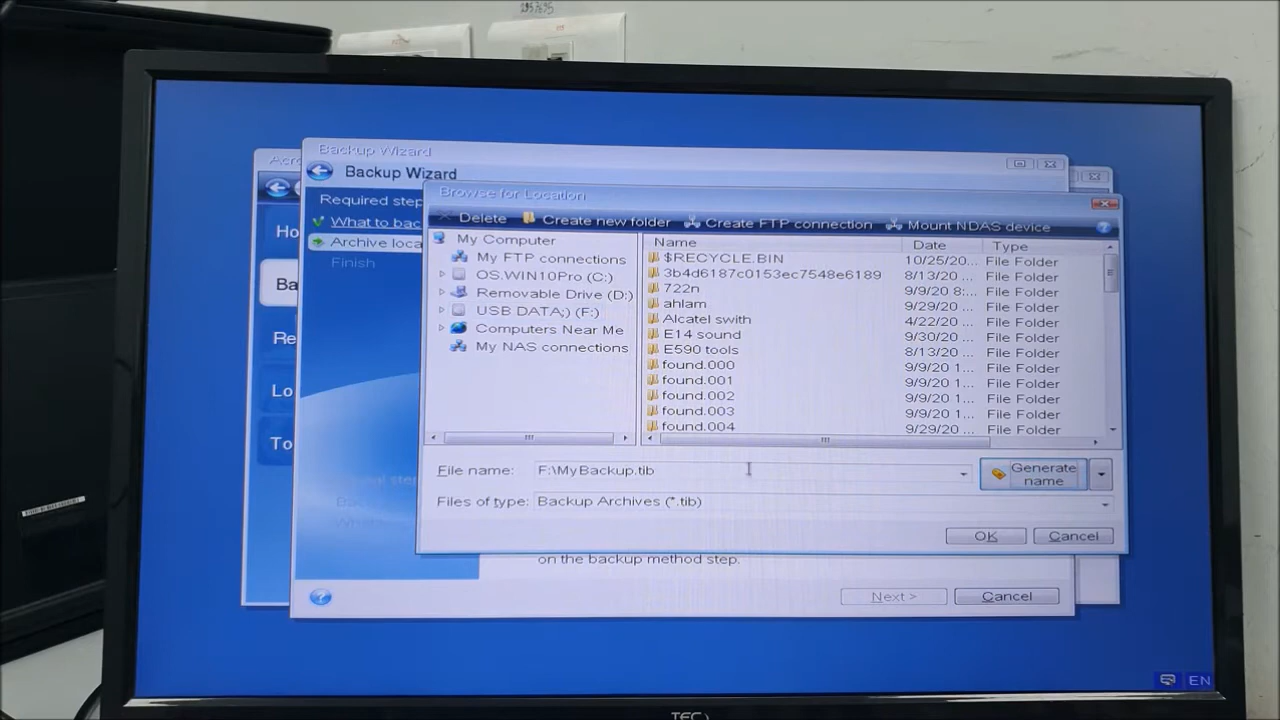 Backup Wizard
Backup Wizard
Required step
What to bac
Archive loca
Finish
Acro
Ho
Ba
Re
Lo
To
Browse for Location
Delete
Create new folder
Create FTP connection
Mount NDAS device
My Computer
My FTP connections
OS.WIN10Pro (C:)
Removable Drive (D:)
USB DATA;) (F:)
Computers Near Me
My NAS connections
Name Date Type
$RECYCLE.BIN 10/25/20... File Folder
3b4d6187c0153ec7548e6189 8/13/20 ... File Folder
722n 9/9/20 8:... File Folder
ahlam 9/29/20 ... File Folder
Alcatel swith 4/22/20 ... File Folder
E14 sound 9/30/20 ... File Folder
E590 tools 8/13/20 ... File Folder
found.000 9/9/20 1... File Folder
found.001 9/9/20 1... File Folder
found.002 9/9/20 1... File Folder
found.003 9/9/20 1... File Folder
found.004 9/29/20 ... File Folder
File name: F:\MyBackup.tib
Generate name
Files of type: Backup Archives (*.tib)
OK Cancel
on the backup method step.
Next > Cancel
EN